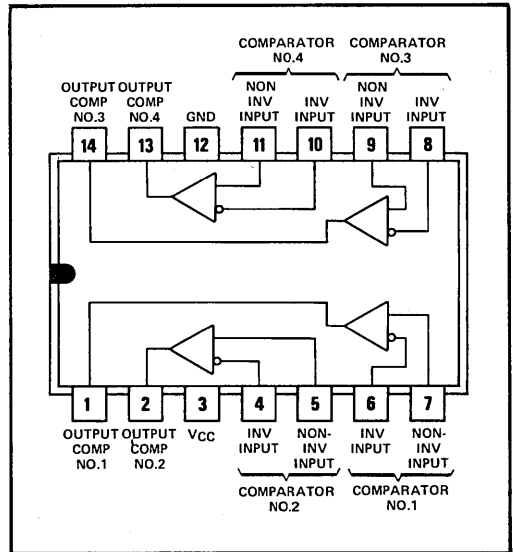 COMPARATOR NO.4
COMPARATOR NO.3
OUTPUT COMP NO.3
OUTPUT COMP NO.4
GND
NON INV INPUT
INV INPUT
NON INV INPUT
INV INPUT
14 13 12 11 10 9 8
1 2 3 4 5 6 7
OUTPUT COMP NO.1
OUTPUT COMP NO.2
VCC
INV INPUT
NON-INV INPUT
INV INPUT
NON-INV INPUT
COMPARATOR NO.2
COMPARATOR NO.1